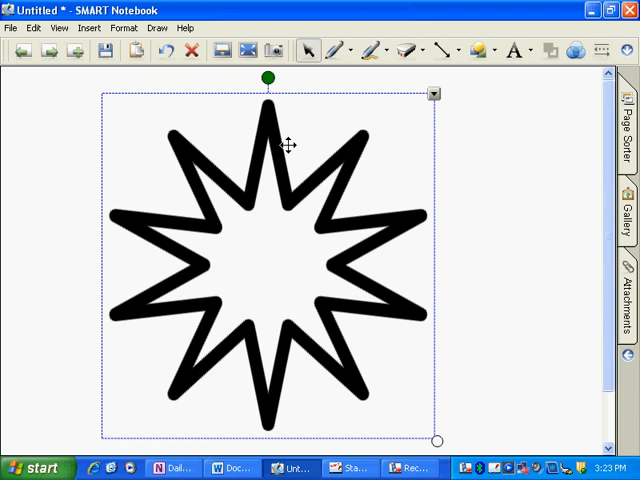 Untitled * - SMART Notebook
File Edit View Insert Format Draw Help
A
Page Sorter
Gallery
Attachments
start
Dail...
Doc...
Unt...
Sta...
Rec...
3:23 PM